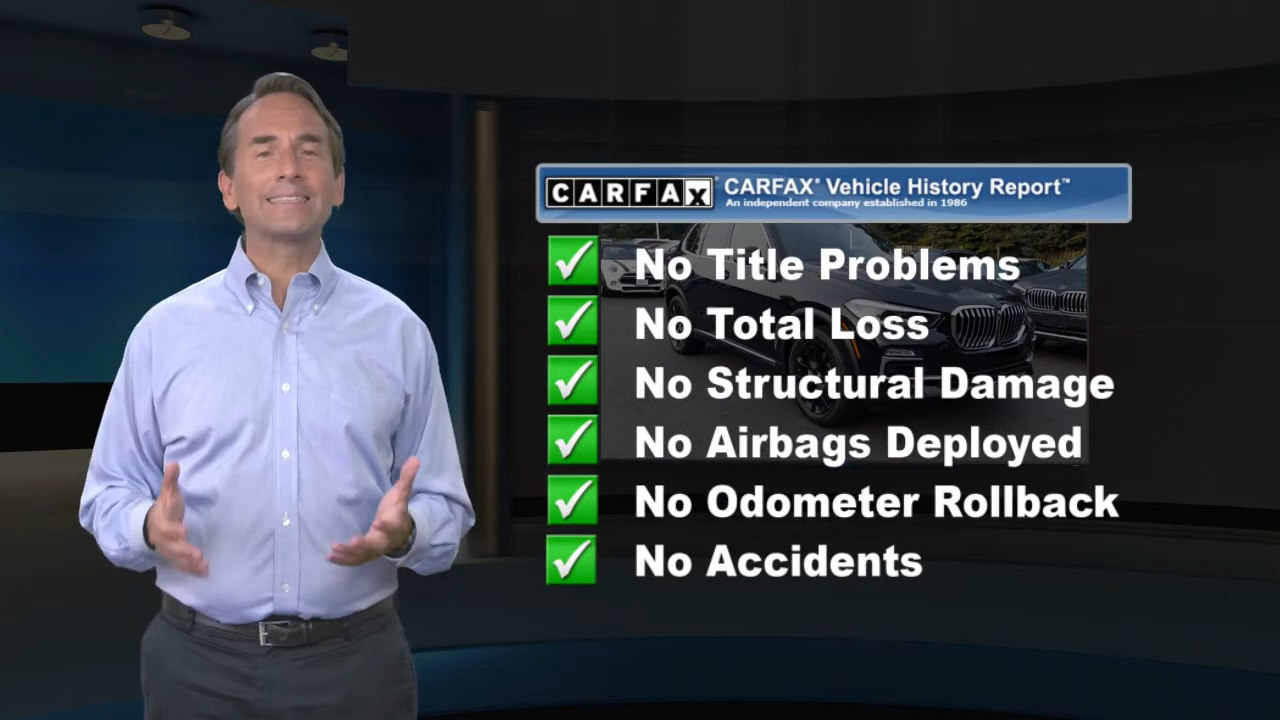 CARFAX® CARFAX® Vehicle History Report™
An independent company established in 1986
No Title Problems
No Total Loss
No Structural Damage
No Airbags Deployed
No Odometer Rollback
No Accidents